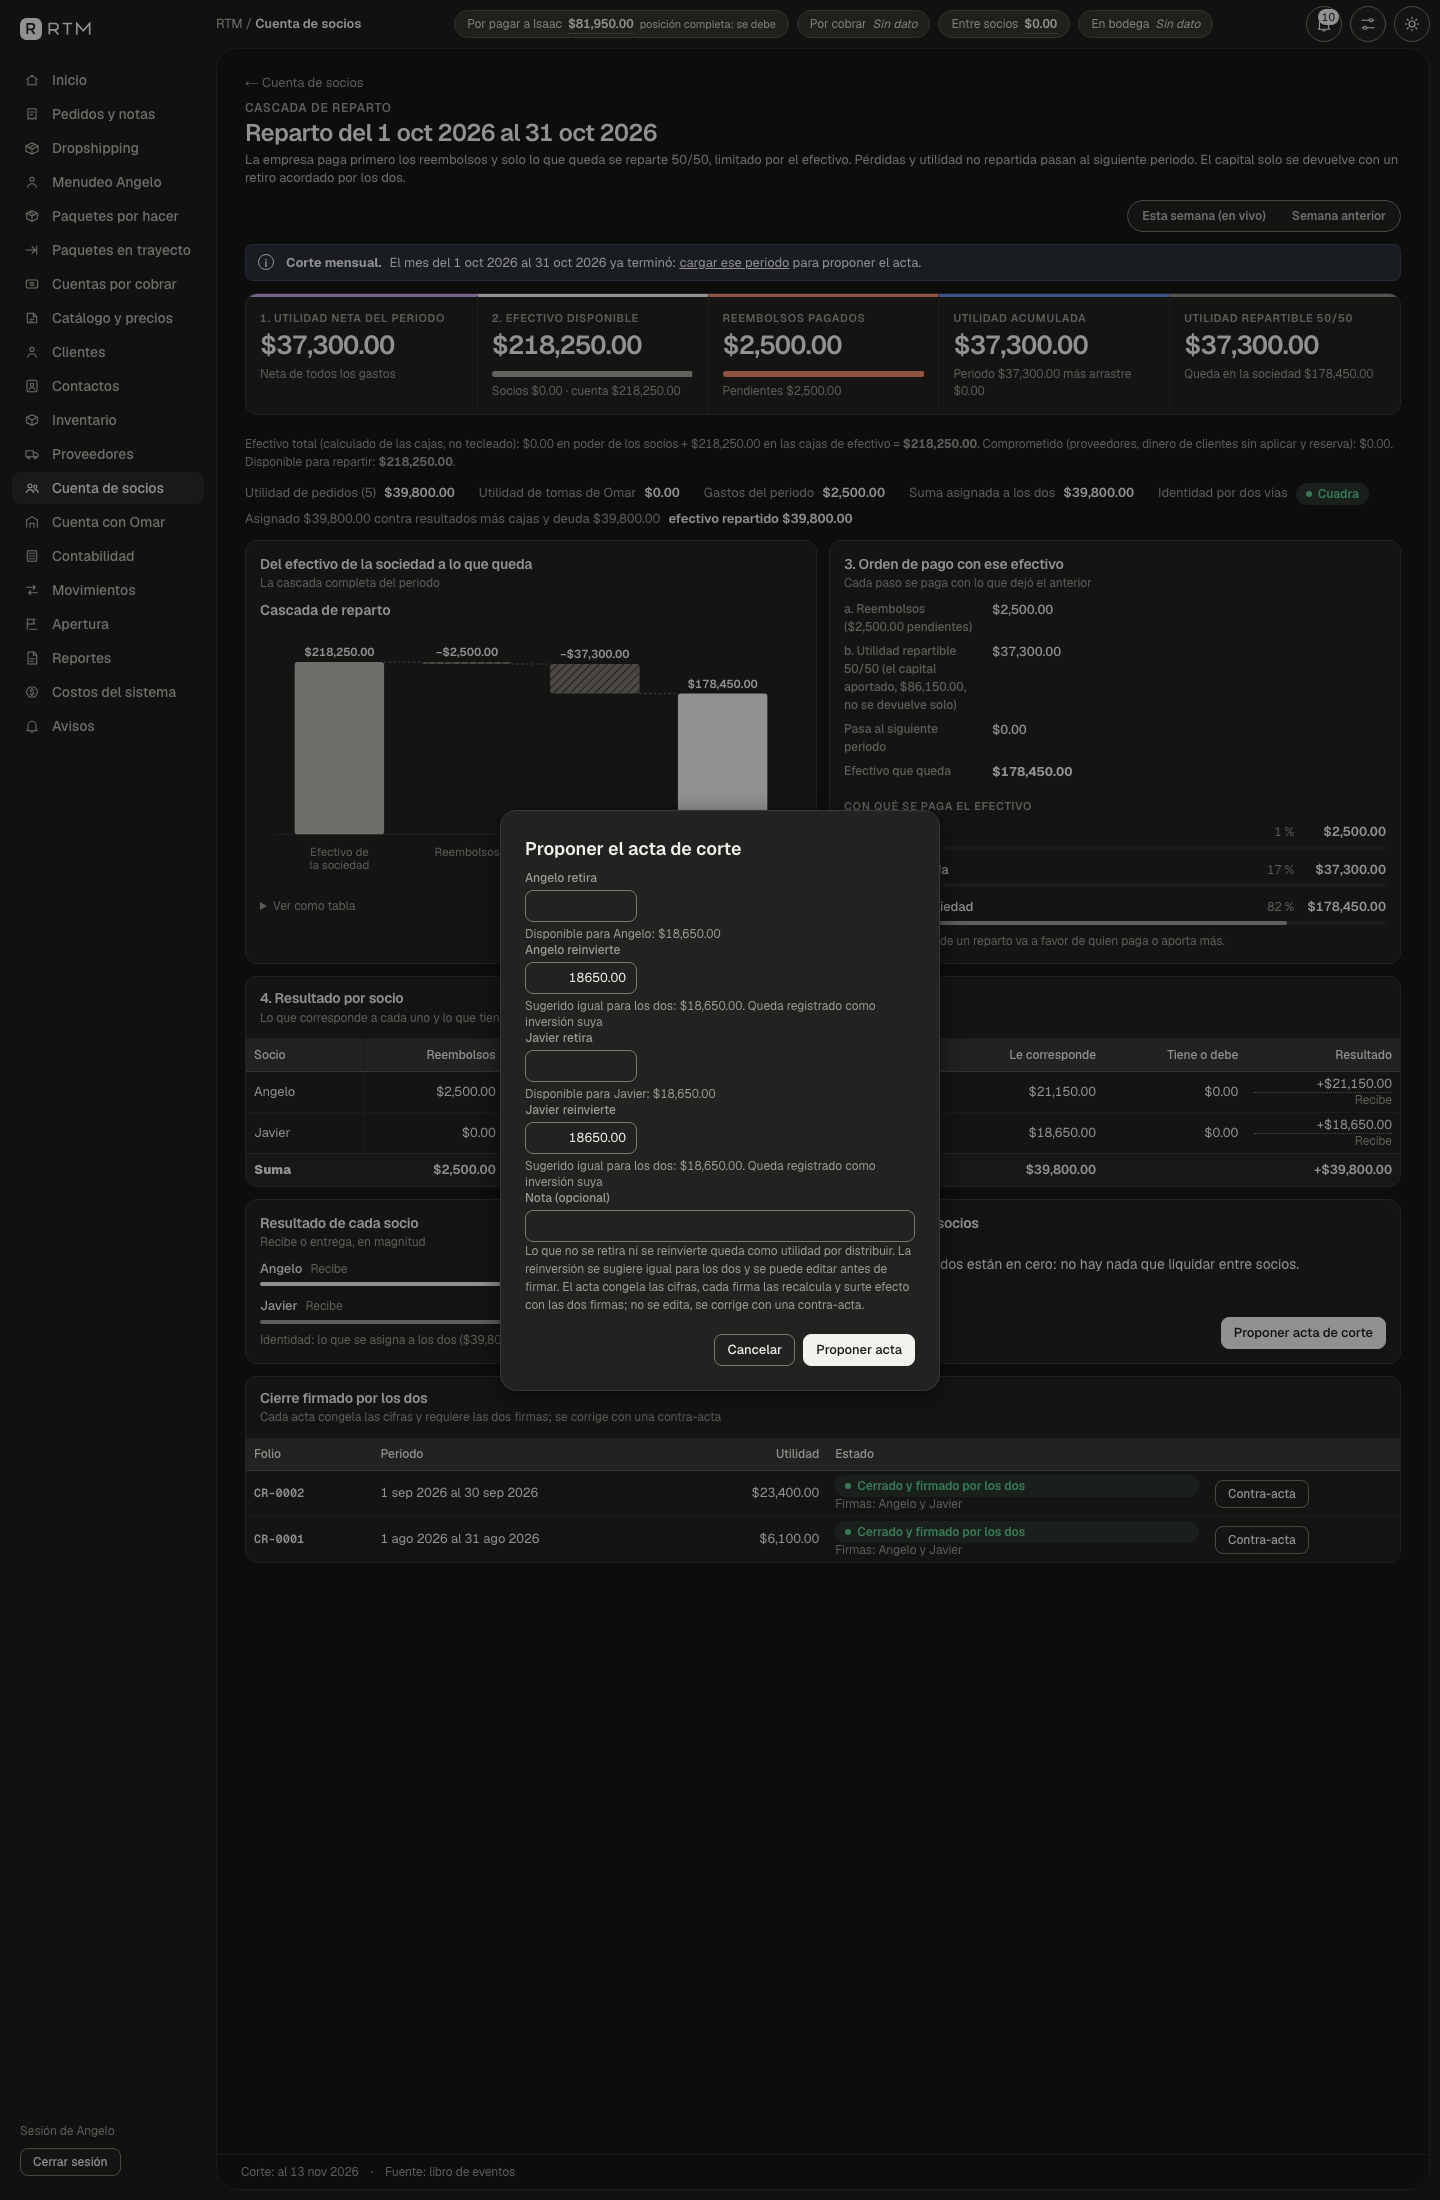 R RTM
RTM / Cuenta de socios
Por pagar a Isaac $81,950.00 posición completa: se debe
Por cobrar Sin dato
Entre socios $0.00
En bodega Sin dato
10
Inicio
Pedidos y notas
Dropshipping
Menudeo Angelo
Paquetes por hacer
Paquetes en trayecto
Cuentas por cobrar
Catálogo y precios
Clientes
Contactos
Inventario
Proveedores
Cuenta de socios
Cuenta con Omar
Contabilidad
Movimientos
Apertura
Reportes
Costos del sistema
Avisos
Sesión de Angelo
Cerrar sesión
← Cuenta de socios
CASCADA DE REPARTO
Reparto del 1 oct 2026 al 31 oct 2026
La empresa paga primero los reembolsos y solo lo que queda se reparte 50/50, limitado por el efectivo. Pérdidas y utilidad no repartida pasan al siguiente periodo. El capital solo se devuelve con un
retiro acordado por los dos.
Esta semana (en vivo) Semana anterior
Corte mensual. El mes del 1 oct 2026 al 31 oct 2026 ya terminó: cargar ese periodo para proponer el acta.
1. UTILIDAD NETA DEL PERIODO
$37,300.00
Neta de todos los gastos
2. EFECTIVO DISPONIBLE
$218,250.00
Socios $0.00 · cuenta $218,250.00
REEMBOLSOS PAGADOS
$2,500.00
Pendientes $2,500.00
UTILIDAD ACUMULADA
$37,300.00
Periodo $37,300.00 más arrastre
$0.00
UTILIDAD REPARTIBLE 50/50
$37,300.00
Queda en la sociedad $178,450.00
Efectivo total (calculado de las cajas, no tecleado): $0.00 en poder de los socios + $218,250.00 en las cajas de efectivo = $218,250.00. Comprometido (proveedores, dinero de clientes sin aplicar y reserva): $0.00.
Disponible para repartir: $218,250.00.
Utilidad de pedidos (5) $39,800.00 Utilidad de tomas de Omar $0.00 Gastos del periodo $2,500.00 Suma asignada a los dos $39,800.00 Identidad por dos vías Cuadra
Asignado $39,800.00 contra resultados más cajas y deuda $39,800.00 efectivo repartido $39,800.00
Del efectivo de la sociedad a lo que queda
La cascada completa del periodo
Cascada de reparto
$218,250.00
−$2,500.00
−$37,300.00
$178,450.00
Efectivo de
la sociedad
Reembolsos
Ver como tabla
3. Orden de pago con ese efectivo
Cada paso se paga con lo que dejó el anterior
a. Reembolsos
($2,500.00 pendientes)
$2,500.00
b. Utilidad repartible
50/50 (el capital
aportado, $86,150.00,
no se devuelve solo)
$37,300.00
Pasa al siguiente
periodo
$0.00
Efectivo que queda $178,450.00
CON QUÉ SE PAGA EL EFECTIVO
1 % $2,500.00
ia 17 % $37,300.00
iedad 82 % $178,450.00
de un reparto va a favor de quien paga o aporta más.
Proponer el acta de corte
Angelo retira
Disponible para Angelo: $18,650.00
Angelo reinvierte
18650.00
Sugerido igual para los dos: $18,650.00. Queda registrado como
inversión suya
Javier retira
Disponible para Javier: $18,650.00
Javier reinvierte
18650.00
Sugerido igual para los dos: $18,650.00. Queda registrado como
inversión suya
Nota (opcional)
Lo que no se retira ni se reinvierte queda como utilidad por distribuir. La
reinversión se sugiere igual para los dos y se puede editar antes de
firmar. El acta congela las cifras, cada firma las recalcula y surte efecto
con las dos firmas; no se edita, se corrige con una contra-acta.
Cancelar Proponer acta
4. Resultado por socio
Lo que corresponde a cada uno y lo que tien
Socio Reembolsos Le corresponde Tiene o debe Resultado
Angelo $2,500.00 $21,150.00 $0.00 +$21,150.00
Recibe
Javier $0.00 $18,650.00 $0.00 +$18,650.00
Recibe
Suma $2,500.00 $39,800.00 +$39,800.00
Resultado de cada socio
Recibe o entrega, en magnitud
Angelo Recibe
Javier Recibe
Identidad: lo que se asigna a los dos ($39,80
socios
dos están en cero: no hay nada que liquidar entre socios.
Proponer acta de corte
Cierre firmado por los dos
Cada acta congela las cifras y requiere las dos firmas; se corrige con una contra-acta
Folio Periodo Utilidad Estado
CR-0002 1 sep 2026 al 30 sep 2026 $23,400.00 Cerrado y firmado por los dos Contra-acta
Firmas: Angelo y Javier
CR-0001 1 ago 2026 al 31 ago 2026 $6,100.00 Cerrado y firmado por los dos Contra-acta
Firmas: Angelo y Javier
Corte: al 13 nov 2026 · Fuente: libro de eventos